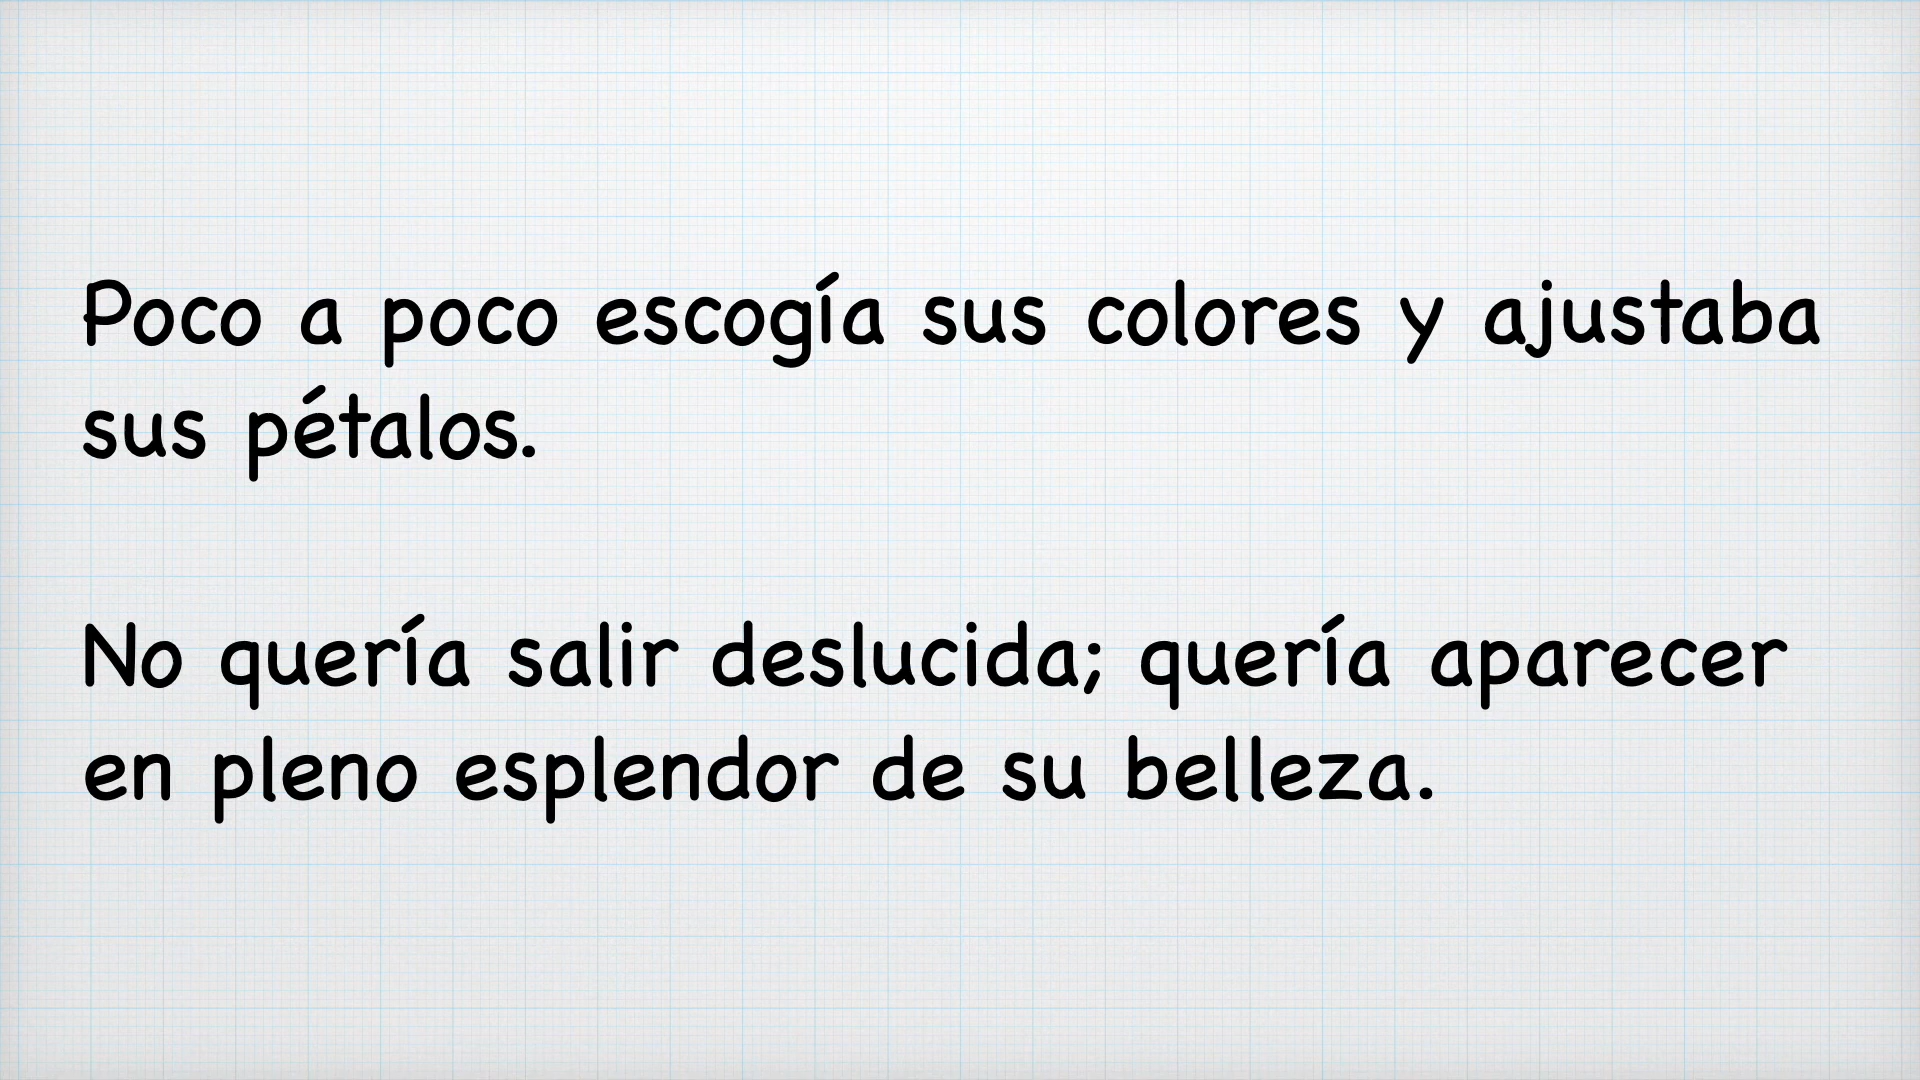 Poco a poco escogía sus colores y ajustaba
sus pétalos.
No quería salir deslucida; quería aparecer
en pleno esplendor de su belleza.